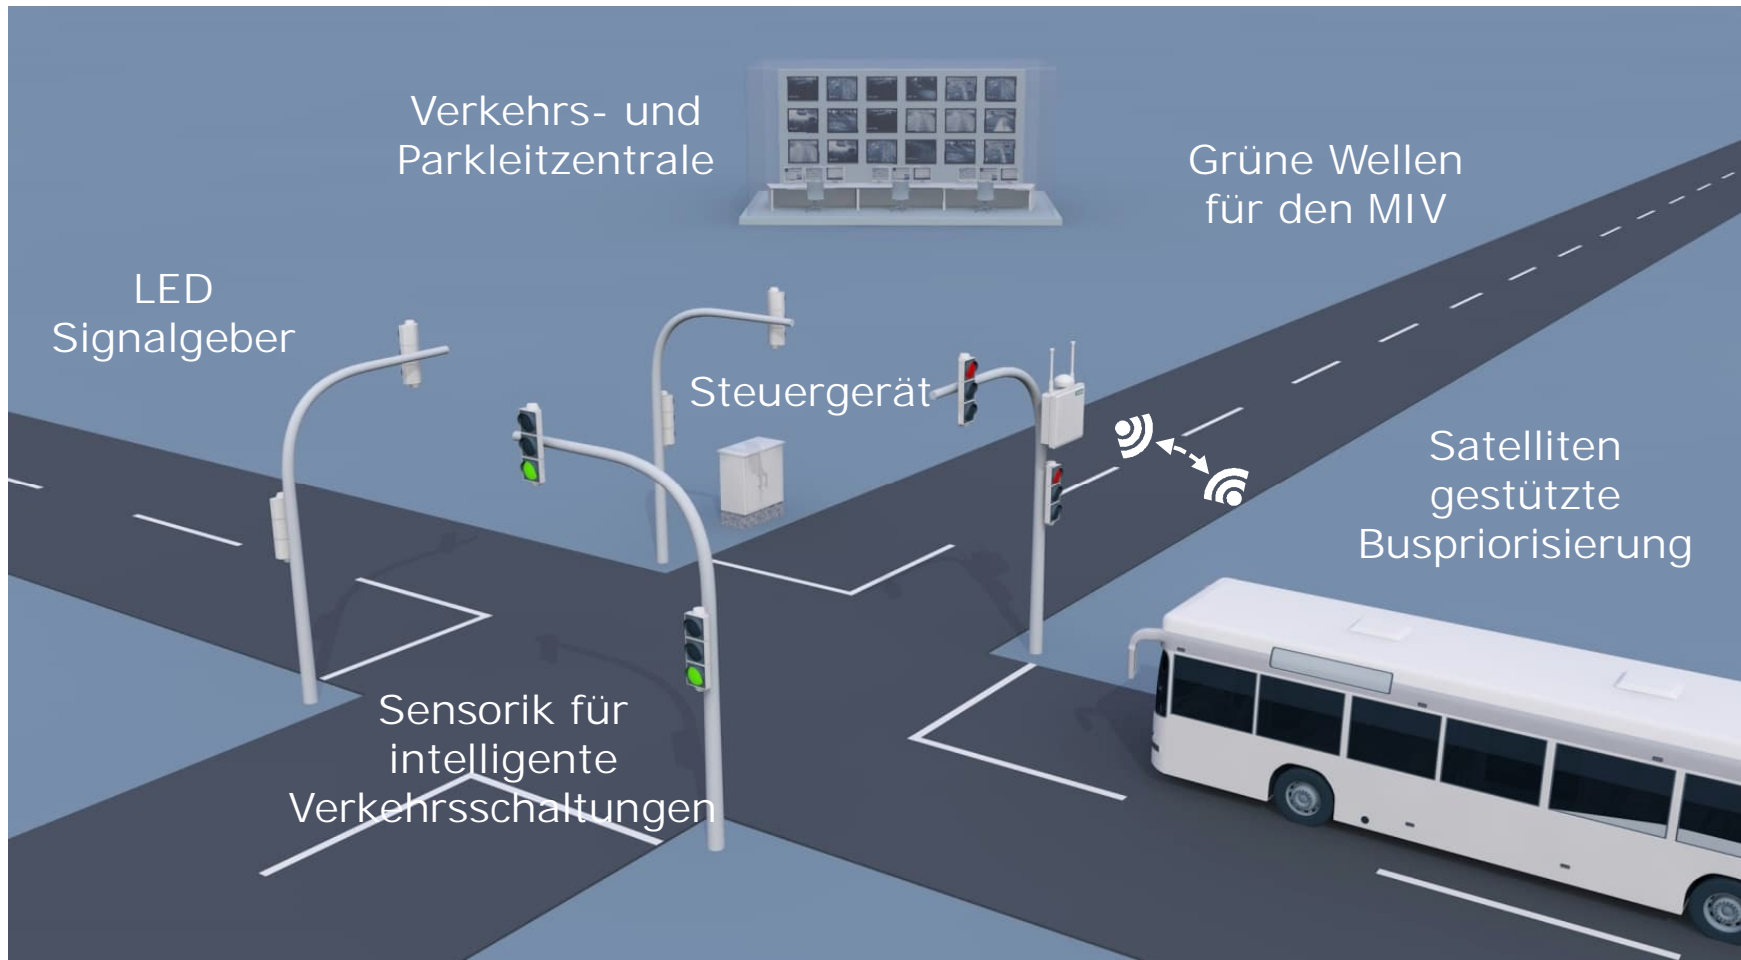 Verkehrs- und
Parkleitzentrale
Grüne Wellen
für den MIV
LED
Signalgeber
Steuergerät
Satelliten
gestützte
Buspriorisierung
Sensorik für
intelligente
Verkehrsschaltungen